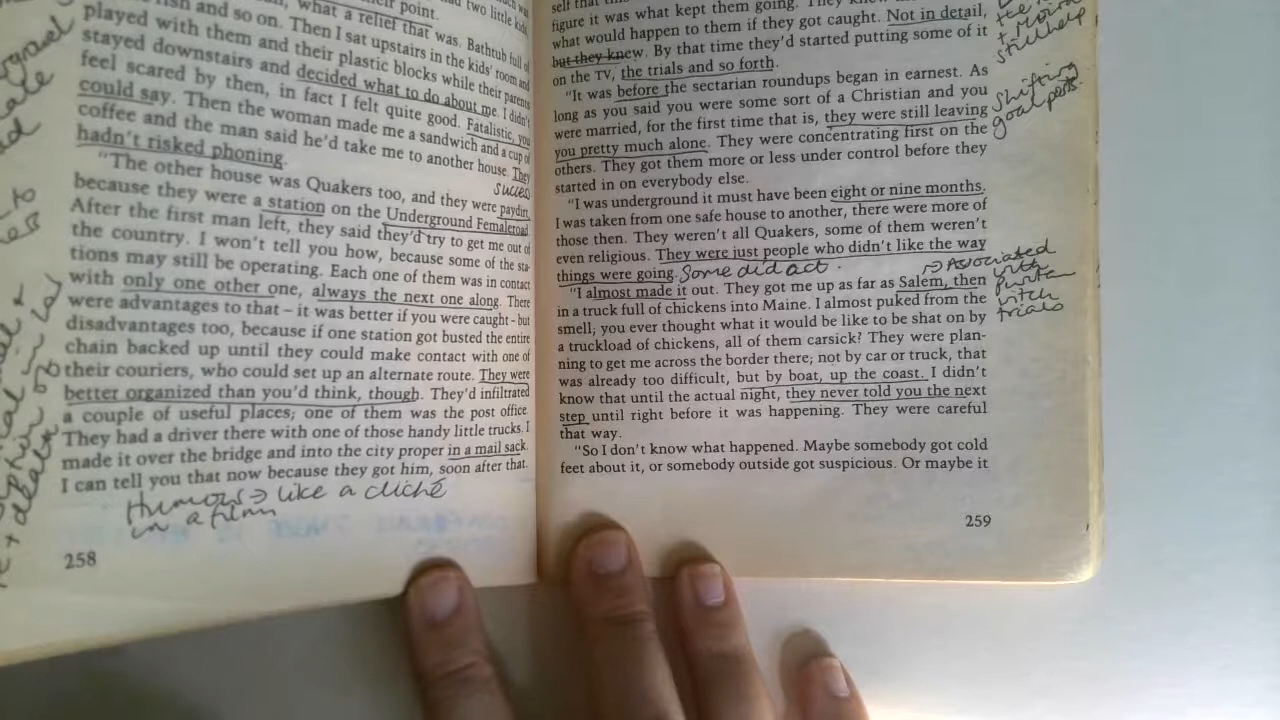 their point.
what a relief that was. Bathtub full of
fish and so on. Then I sat upstairs in the kids' room and
played with them and their plastic blocks while their parents
stayed downstairs and decided what to do about me. I didn't
feel scared by then, in fact I felt quite good. Fatalistic, you
could say. Then the woman made me a sandwich and a cup of
coffee and the man said he'd take me to another house. They
hadn't risked phoning.
"The other house was Quakers too, and they were paydirt,
because they were a station on the Underground Femaleroad.
After the first man left, they said they'd try to get me out of
the country. I won't tell you how, because some of the sta-
tions may still be operating. Each one of them was in contact
with only one other one, always the next one along. There
were advantages to that – it was better if you were caught – but
disadvantages too, because if one station got busted the entire
chain backed up until they could make contact with one of
their couriers, who could set up an alternate route. They were
better organized than you'd think, though. They'd infiltrated
a couple of useful places; one of them was the post office.
They had a driver there with one of those handy little trucks. I
made it over the bridge and into the city proper in a mail sack.
I can tell you that now because they got him, soon after that.
Humour → like a cliché
in a film
258
figure it was what kept them going. They
what would happen to them if they got caught. Not in detail,
but they knew. By that time they'd started putting some of it
on the TV, the trials and so forth.
"It was before the sectarian roundups began in earnest. As
long as you said you were some sort of a Christian and you
were married, for the first time that is, they were still leaving
you pretty much alone. They were concentrating first on the
others. They got them more or less under control before they
started in on everybody else.
shifting
goal posts
"I was underground it must have been eight or nine months.
I was taken from one safe house to another, there were more of
those then. They weren't all Quakers, some of them weren't
even religious. They were just people who didn't like the way
things were going. Some did act.
"I almost made it out. They got me up as far as Salem, then
in a truck full of chickens into Maine. I almost puked from the
smell; you ever thought what it would be like to be shat on by
a truckload of chickens, all of them carsick? They were plan-
ning to get me across the border there; not by car or truck, that
was already too difficult, but by boat, up the coast. I didn't
know that until the actual night, they never told you the next
step until right before it was happening. They were careful
that way.
→ Associated
with
puritan
witch
trials
"So I don't know what happened. Maybe somebody got cold
feet about it, or somebody outside got suspicious. Or maybe it
259